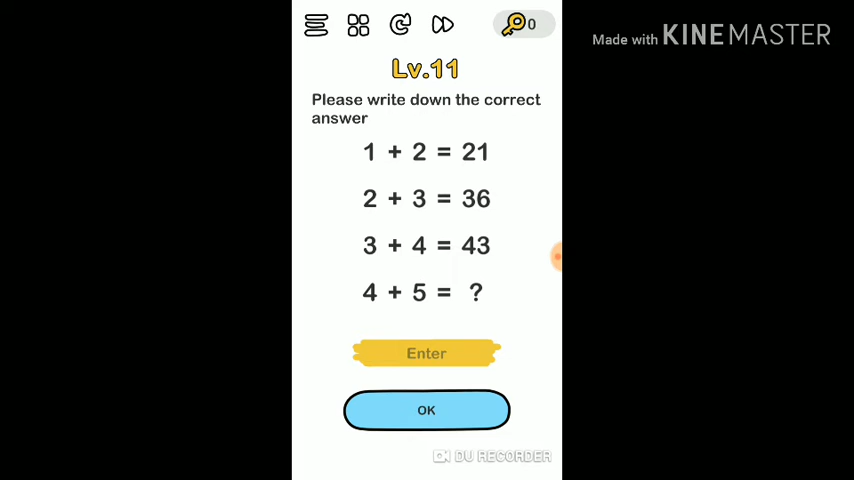 0
Made with KINEMASTER
Lv.11
Please write down the correct
answer
1 + 2 = 21
2 + 3 = 36
3 + 4 = 43
4 + 5 = ?
Enter
OK
DU RECORDER